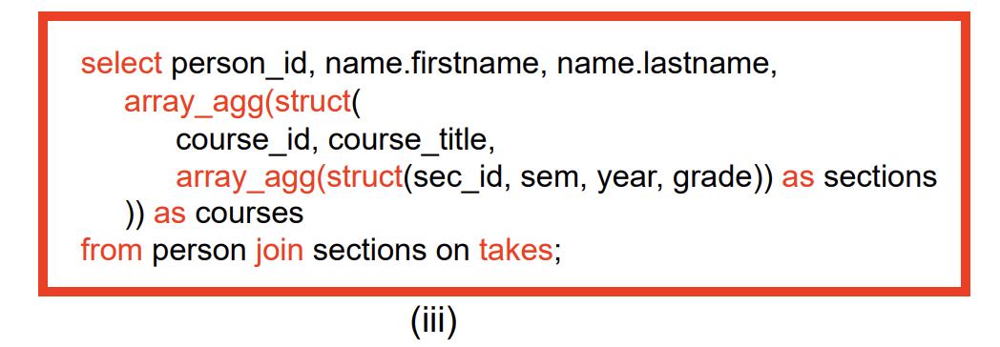 select person_id, name.firstname, name.lastname,
array_agg(struct(
course_id, course_title,
array_agg(struct(sec_id, sem, year, grade)) as sections
)) as courses
from person join sections on takes;
(iii)